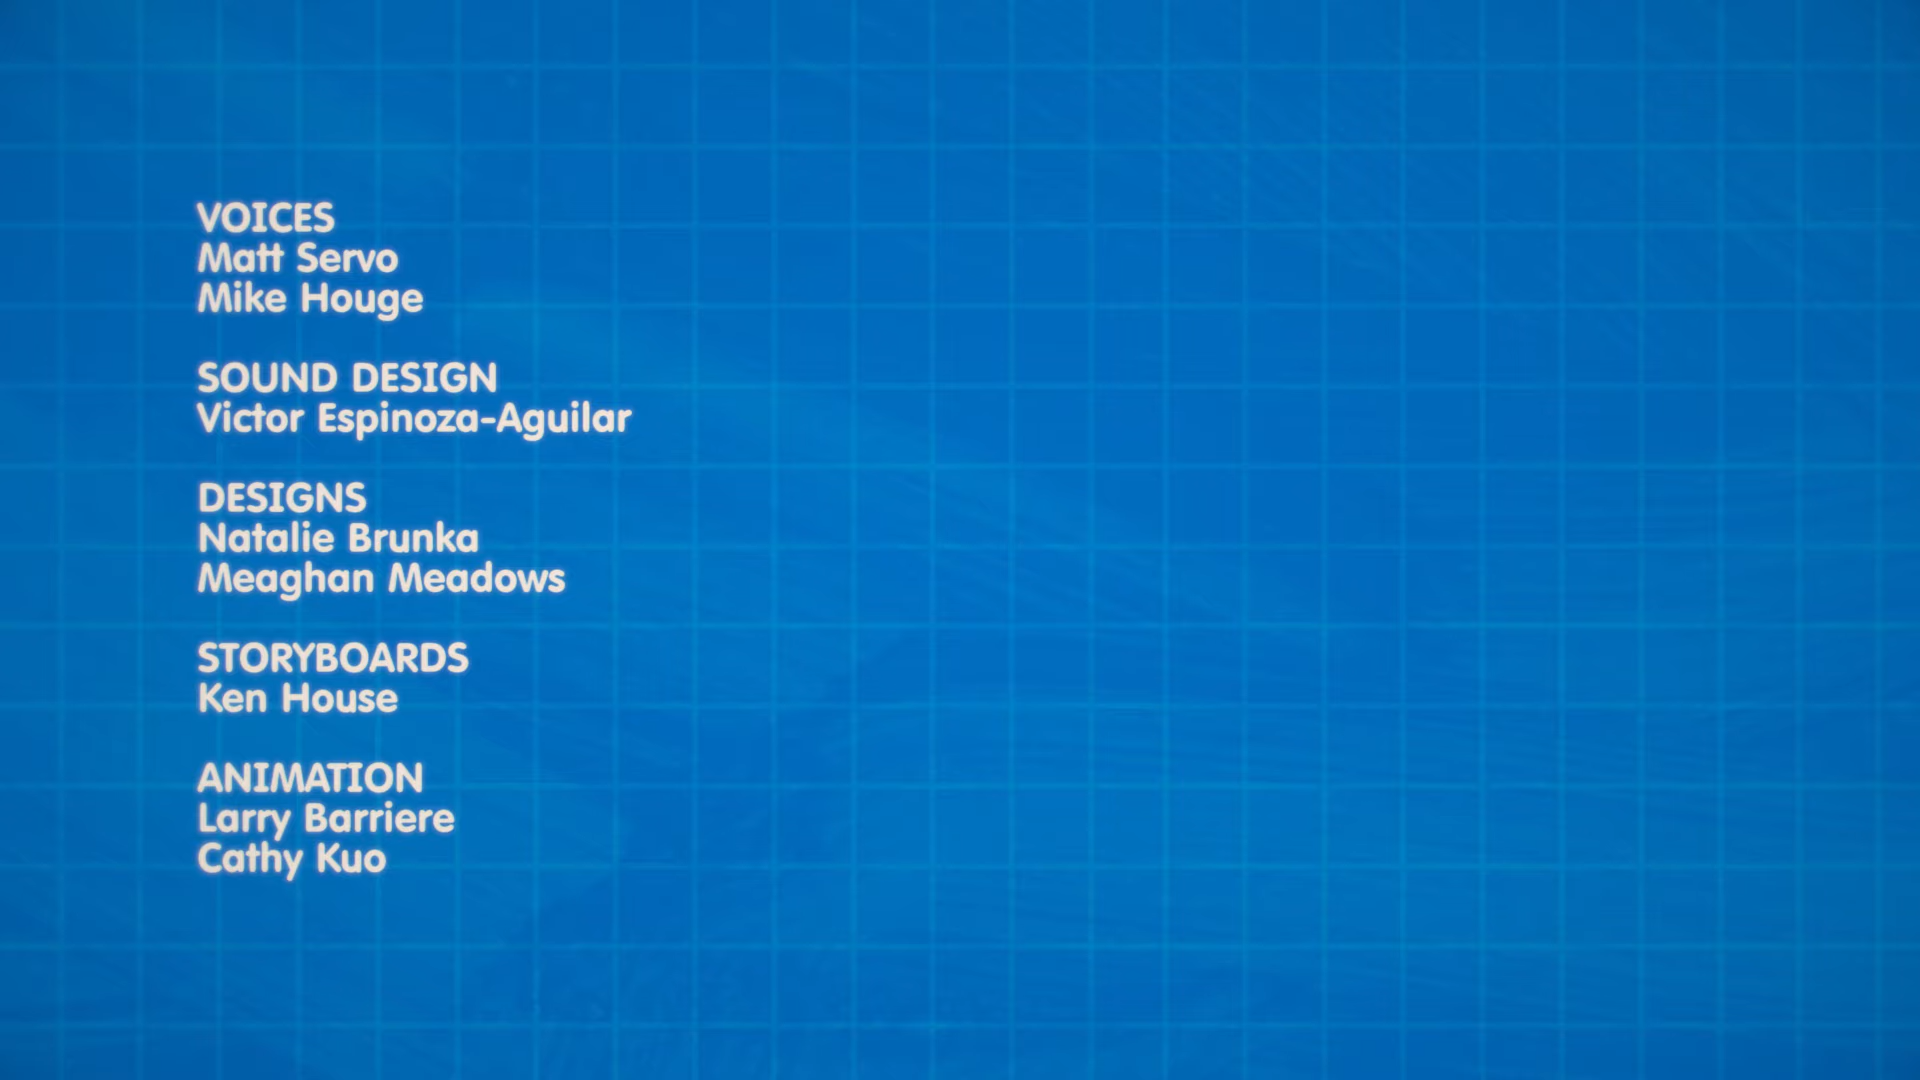 VOICES
Matt Servo
Mike Houge
SOUND DESIGN
Victor Espinoza-Aguilar
DESIGNS
Natalie Brunka
Meaghan Meadows
STORYBOARDS
Ken House
ANIMATION
Larry Barriere
Cathy Kuo